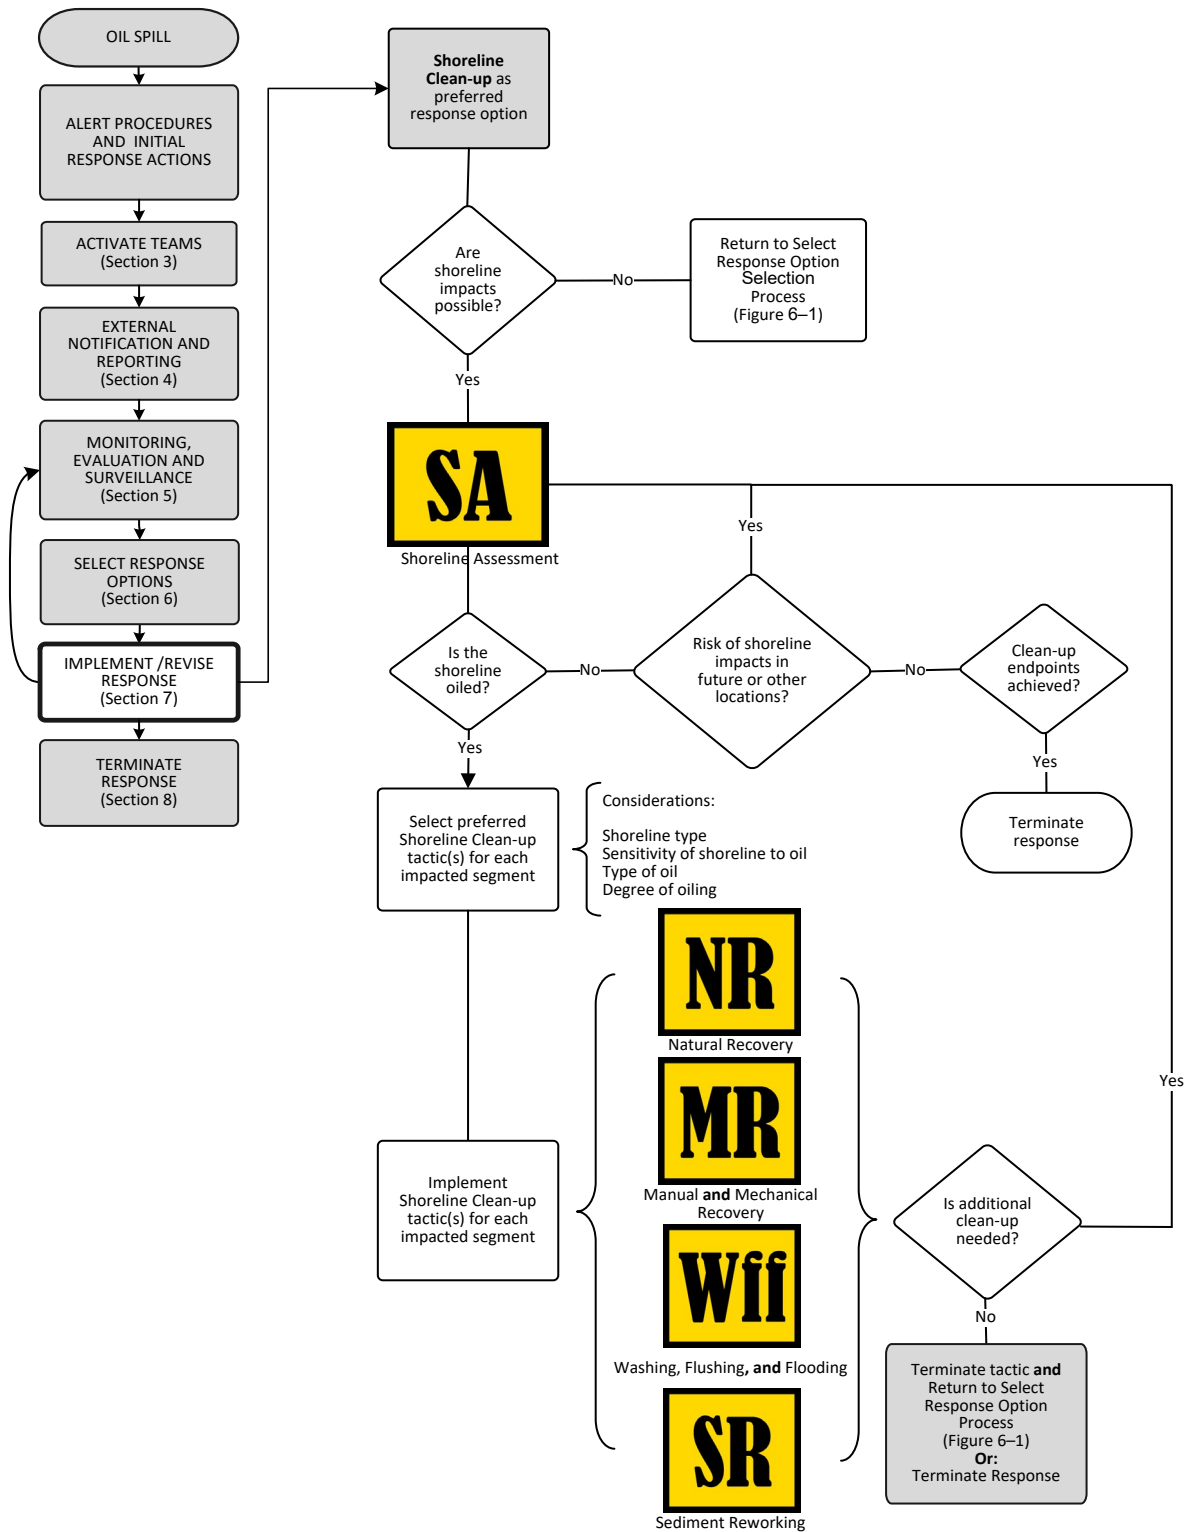 OIL SPILL
ALERT PROCEDURES
AND INITIAL
RESPONSE ACTIONS
ACTIVATE TEAMS
(Section 3)
EXTERNAL
NOTIFICATION AND
REPORTING
(Section 4)
MONITORING,
EVALUATION AND
SURVEILLANCE
(Section 5)
SELECT RESPONSE
OPTIONS
(Section 6)
IMPLEMENT /REVISE
RESPONSE
(Section 7)
TERMINATE
RESPONSE
(Section 8)
Shoreline
Clean-up as
preferred
response option
Are
shoreline
impacts
possible?
No
Return to Select
Response Option
Selection
Process
(Figure 6–1)
Yes
SA
Shoreline Assessment
Yes
Is the
shoreline
oiled?
No
Risk of shoreline
impacts in
future or other
locations?
No
Clean-up
endpoints
achieved?
Yes
Yes
Terminate
response
Select preferred
Shoreline Clean-up
tactic(s) for each
impacted segment
Considerations:
Shoreline type
Sensitivity of shoreline to oil
Type of oil
Degree of oiling
NR
Natural Recovery
MR
Manual and Mechanical
Recovery
Wff
Washing, Flushing, and Flooding
SR
Sediment Reworking
Implement
Shoreline Clean-up
tactic(s) for each
impacted segment
Yes
Is additional
clean-up
needed?
No
Terminate tactic and
Return to Select
Response Option
Process
(Figure 6–1)
Or:
Terminate Response